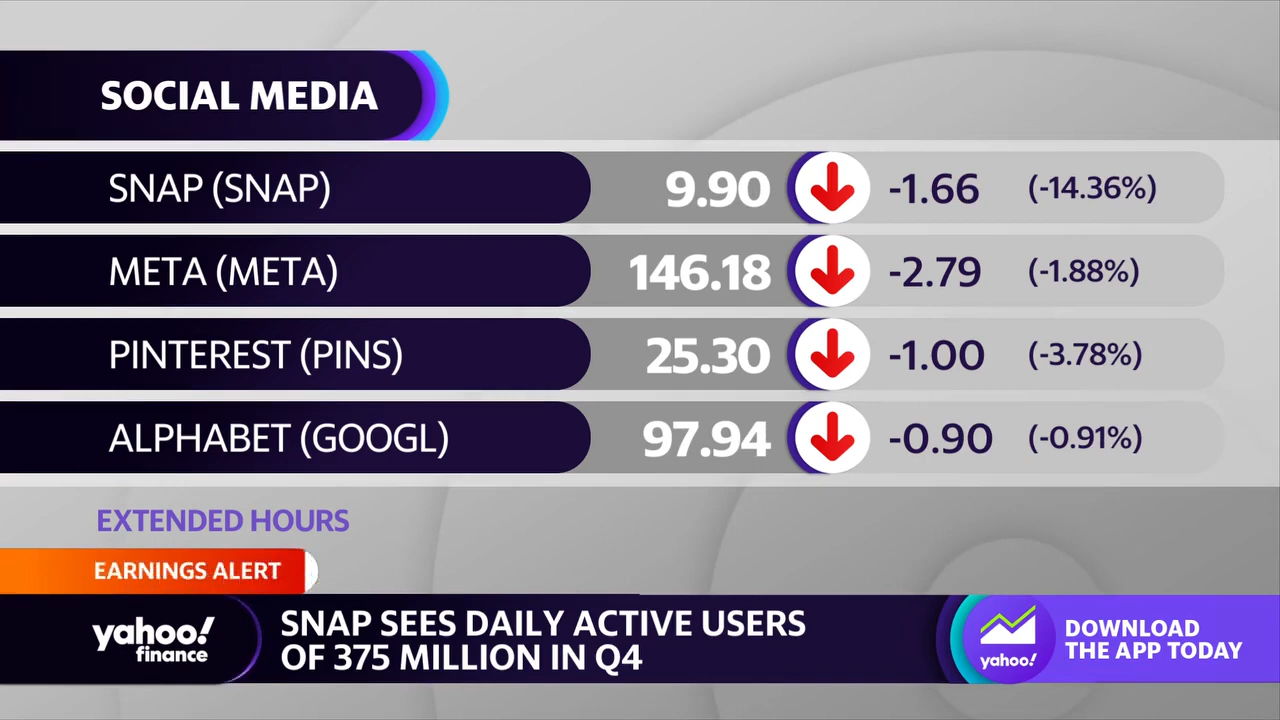 SOCIAL MEDIA
SNAP (SNAP) 9.90 -1.66 (-14.36%)
META (META) 146.18 -2.79 (-1.88%)
PINTEREST (PINS) 25.30 -1.00 (-3.78%)
ALPHABET (GOOGL) 97.94 -0.90 (-0.91%)
EXTENDED HOURS
EARNINGS ALERT
yahoo!
finance
SNAP SEES DAILY ACTIVE USERS
OF 375 MILLION IN Q4
yahoo!
DOWNLOAD
THE APP TODAY